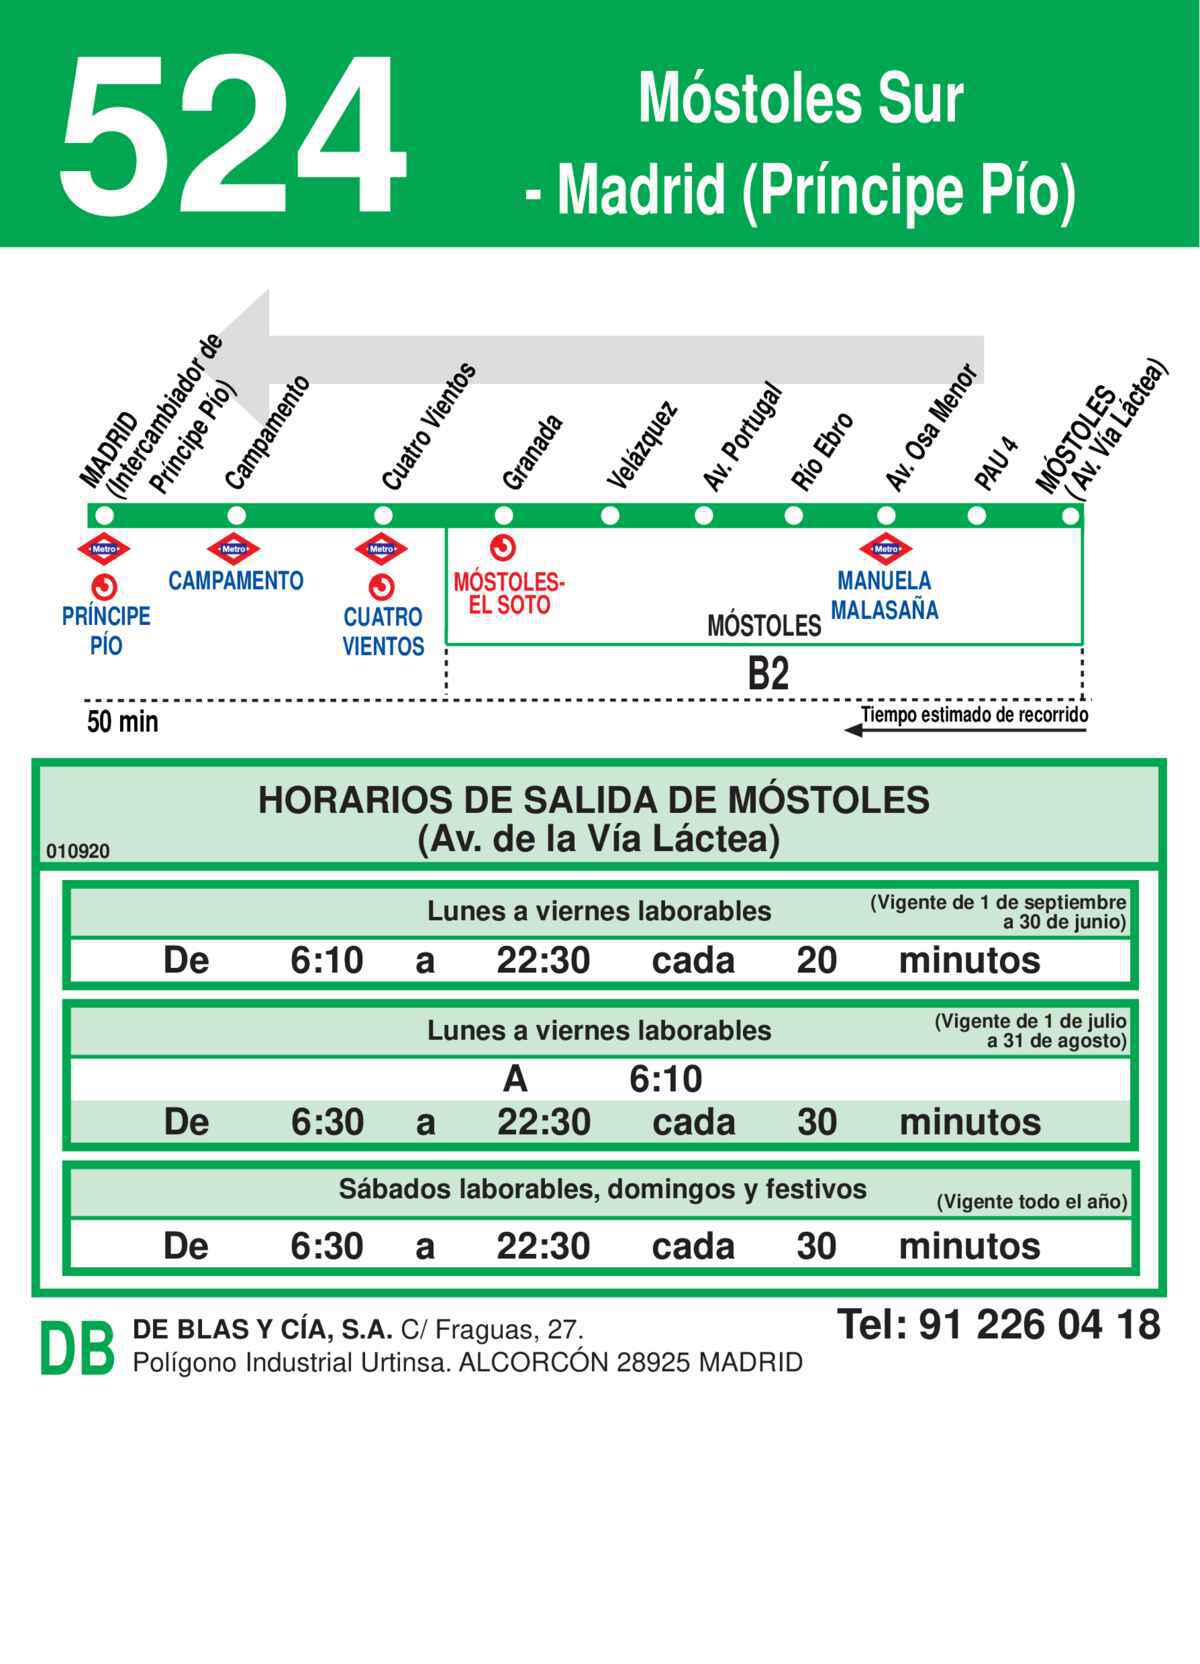 524
Móstoles Sur
- Madrid (Príncipe Pío)
MADRID
(Intercambiador de
Príncipe Pío)
Campamento
Cuatro Vientos
Granada
Velázquez
Av. Portugal
Río Ebro
Av. Osa Menor
PAU 4
MÓSTOLES
( Av. Vía Láctea)
Metro
Metro
Metro
Metro
PRÍNCIPE
PÍO
CAMPAMENTO
CUATRO
VIENTOS
MÓSTOLES-
EL SOTO
MANUELA
MALASAÑA
MÓSTOLES
B2
50 min
Tiempo estimado de recorrido
HORARIOS DE SALIDA DE MÓSTOLES
(Av. de la Vía Láctea)
010920
Lunes a viernes laborables
(Vigente de 1 de septiembre
a 30 de junio)
De 6:10 a 22:30 cada 20 minutos
Lunes a viernes laborables
(Vigente de 1 de julio
a 31 de agosto)
A 6:10
De 6:30 a 22:30 cada 30 minutos
Sábados laborables, domingos y festivos
(Vigente todo el año)
De 6:30 a 22:30 cada 30 minutos
DB
DE BLAS Y CÍA, S.A. C/ Fraguas, 27.
Polígono Industrial Urtinsa. ALCORCÓN 28925 MADRID
Tel: 91 226 04 18